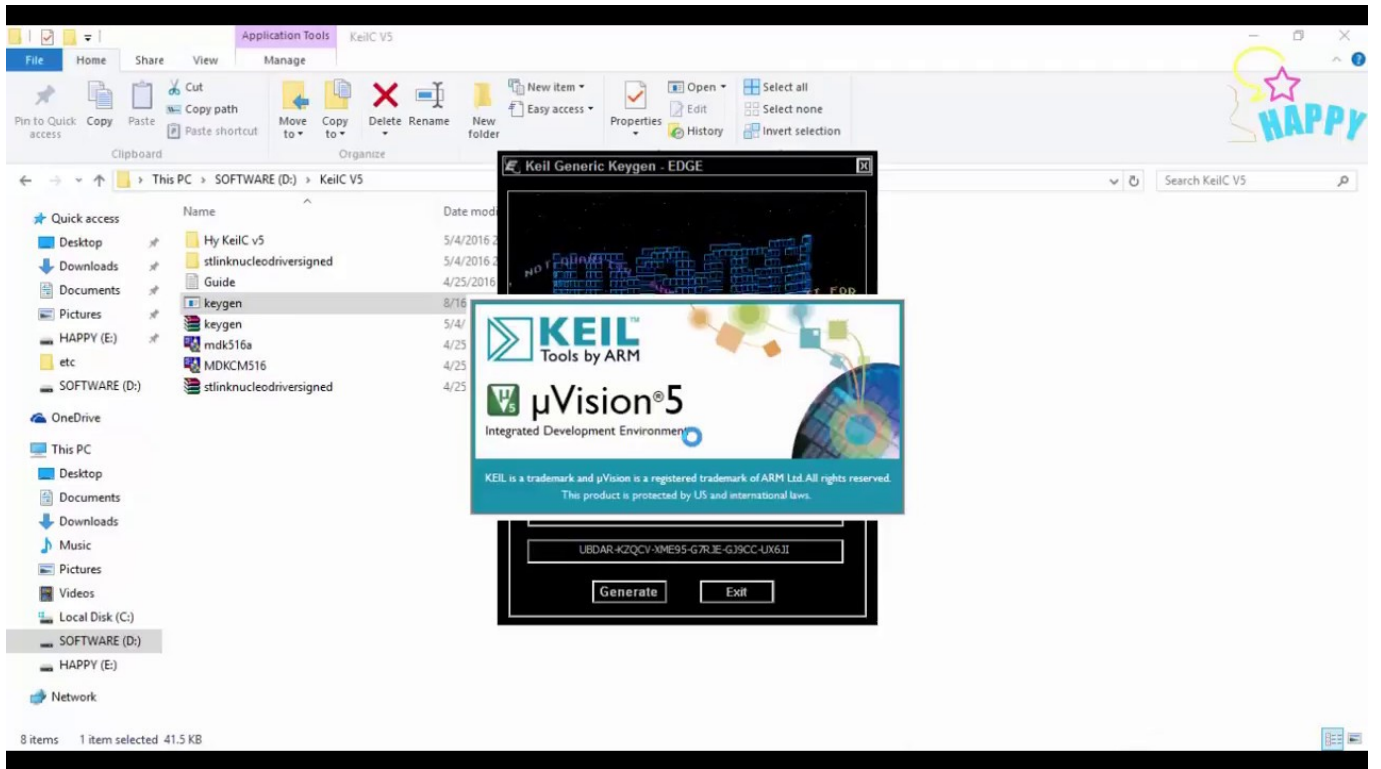 Application Tools KeilC V5
File Home Share View Manage
Pin to Quick access
Copy
Paste
Cut
Copy path
Paste shortcut
Clipboard
Move to
Copy to
Delete
Rename
Organize
New folder
New item
Easy access
Properties
Open
Edit
History
Select all
Select none
Invert selection
HAPPY
This PC > SOFTWARE (D:) > KeilC V5
Search KeilC V5
Quick access
Desktop
Downloads
Documents
Pictures
HAPPY (E:)
etc
SOFTWARE (D:)
OneDrive
This PC
Desktop
Documents
Downloads
Music
Pictures
Videos
Local Disk (C:)
SOFTWARE (D:)
HAPPY (E:)
Network
Name Date modi
Hy KeilC v5 5/4/2016 2
stlinknucleodriversigned 5/4/2016 2
Guide 4/25/2016
keygen 8/16
keygen 5/4/
mdk516a 4/25
MDKCM516 4/25
stlinknucleodriversigned 4/25
Keil Generic Keygen - EDGE
KEIL™
Tools by ARM
µVision®5
Integrated Development Environment
KEIL is a trademark and µVision is a registered trademark of ARM Ltd. All rights reserved.
This product is protected by US and international laws.
UBDAR-KZQCV-XME95-G7RJE-GJ9CC-UX6JI
Generate Exit
8 items 1 item selected 41.5 KB